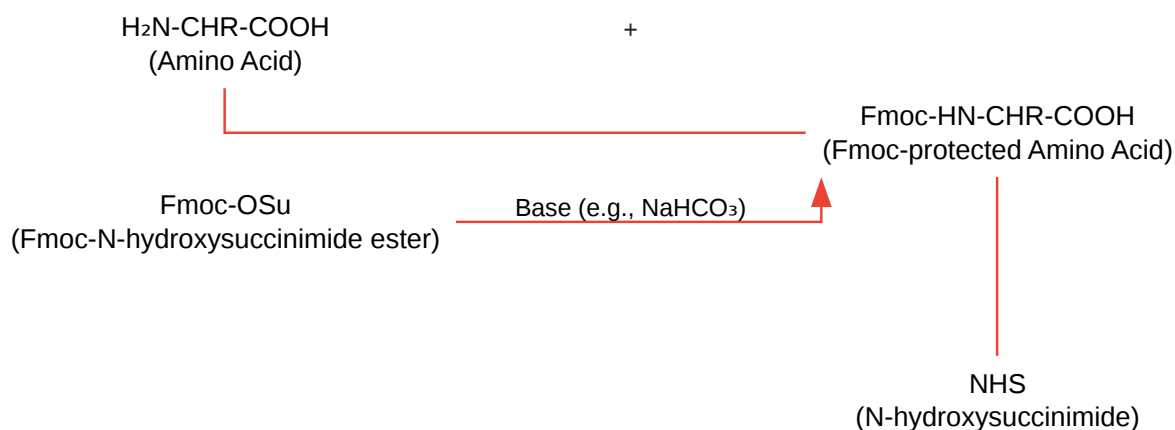 H₂N-CHR-COOH
(Amino Acid)
+
Fmoc-HN-CHR-COOH
(Fmoc-protected Amino Acid)
Fmoc-OSu
(Fmoc-N-hydroxysuccinimide ester)
Base (e.g., NaHCO₃)
NHS
(N-hydroxysuccinimide)